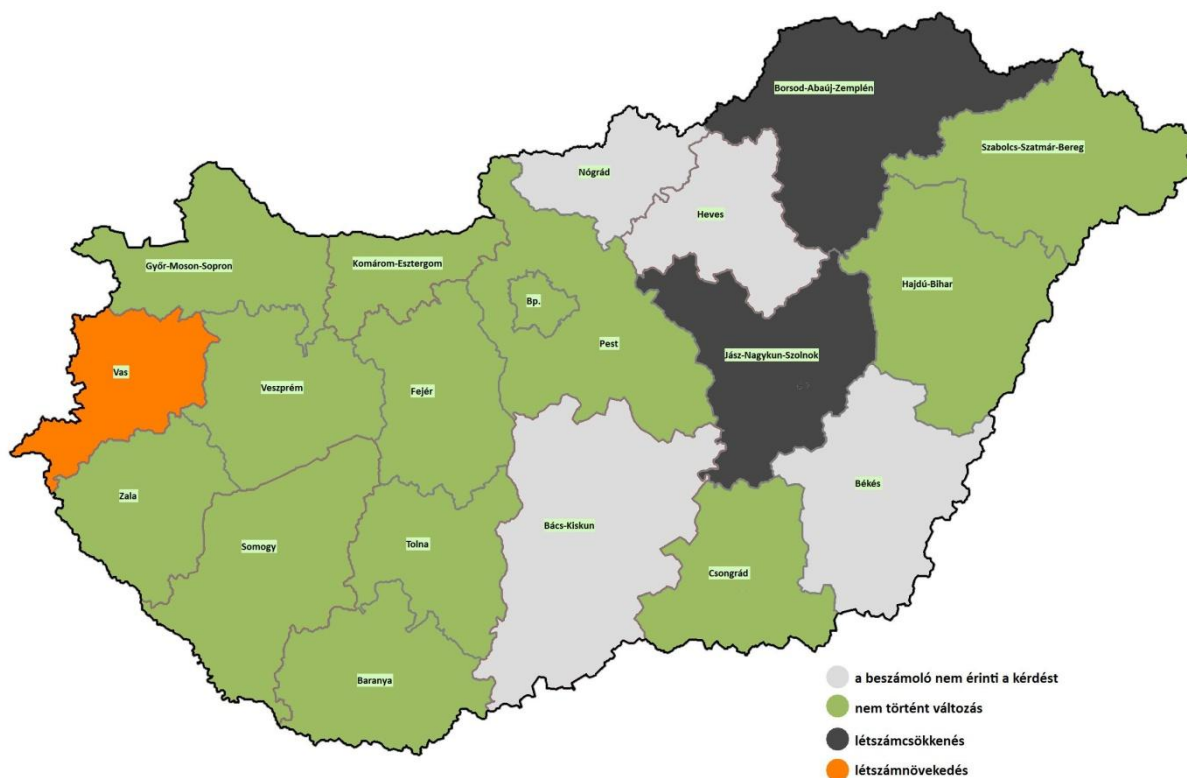 Borsod-Abaúj-Zemplén
Szabolcs-Szatmár-Bereg
Nógrád
Heves
Győr-Moson-Sopron
Komárom-Esztergom
Hajdú-Bihar
Bp.
Pest
Jász-Nagykun-Szolnok
Vas
Veszprém
Fejér
Békés
Zala
Bács-Kiskun
Somogy
Tolna
Csongrád
Baranya
a beszámoló nem érinti a kérdést
nem történt változás
létszámcsökkenés
létszámnövekedés